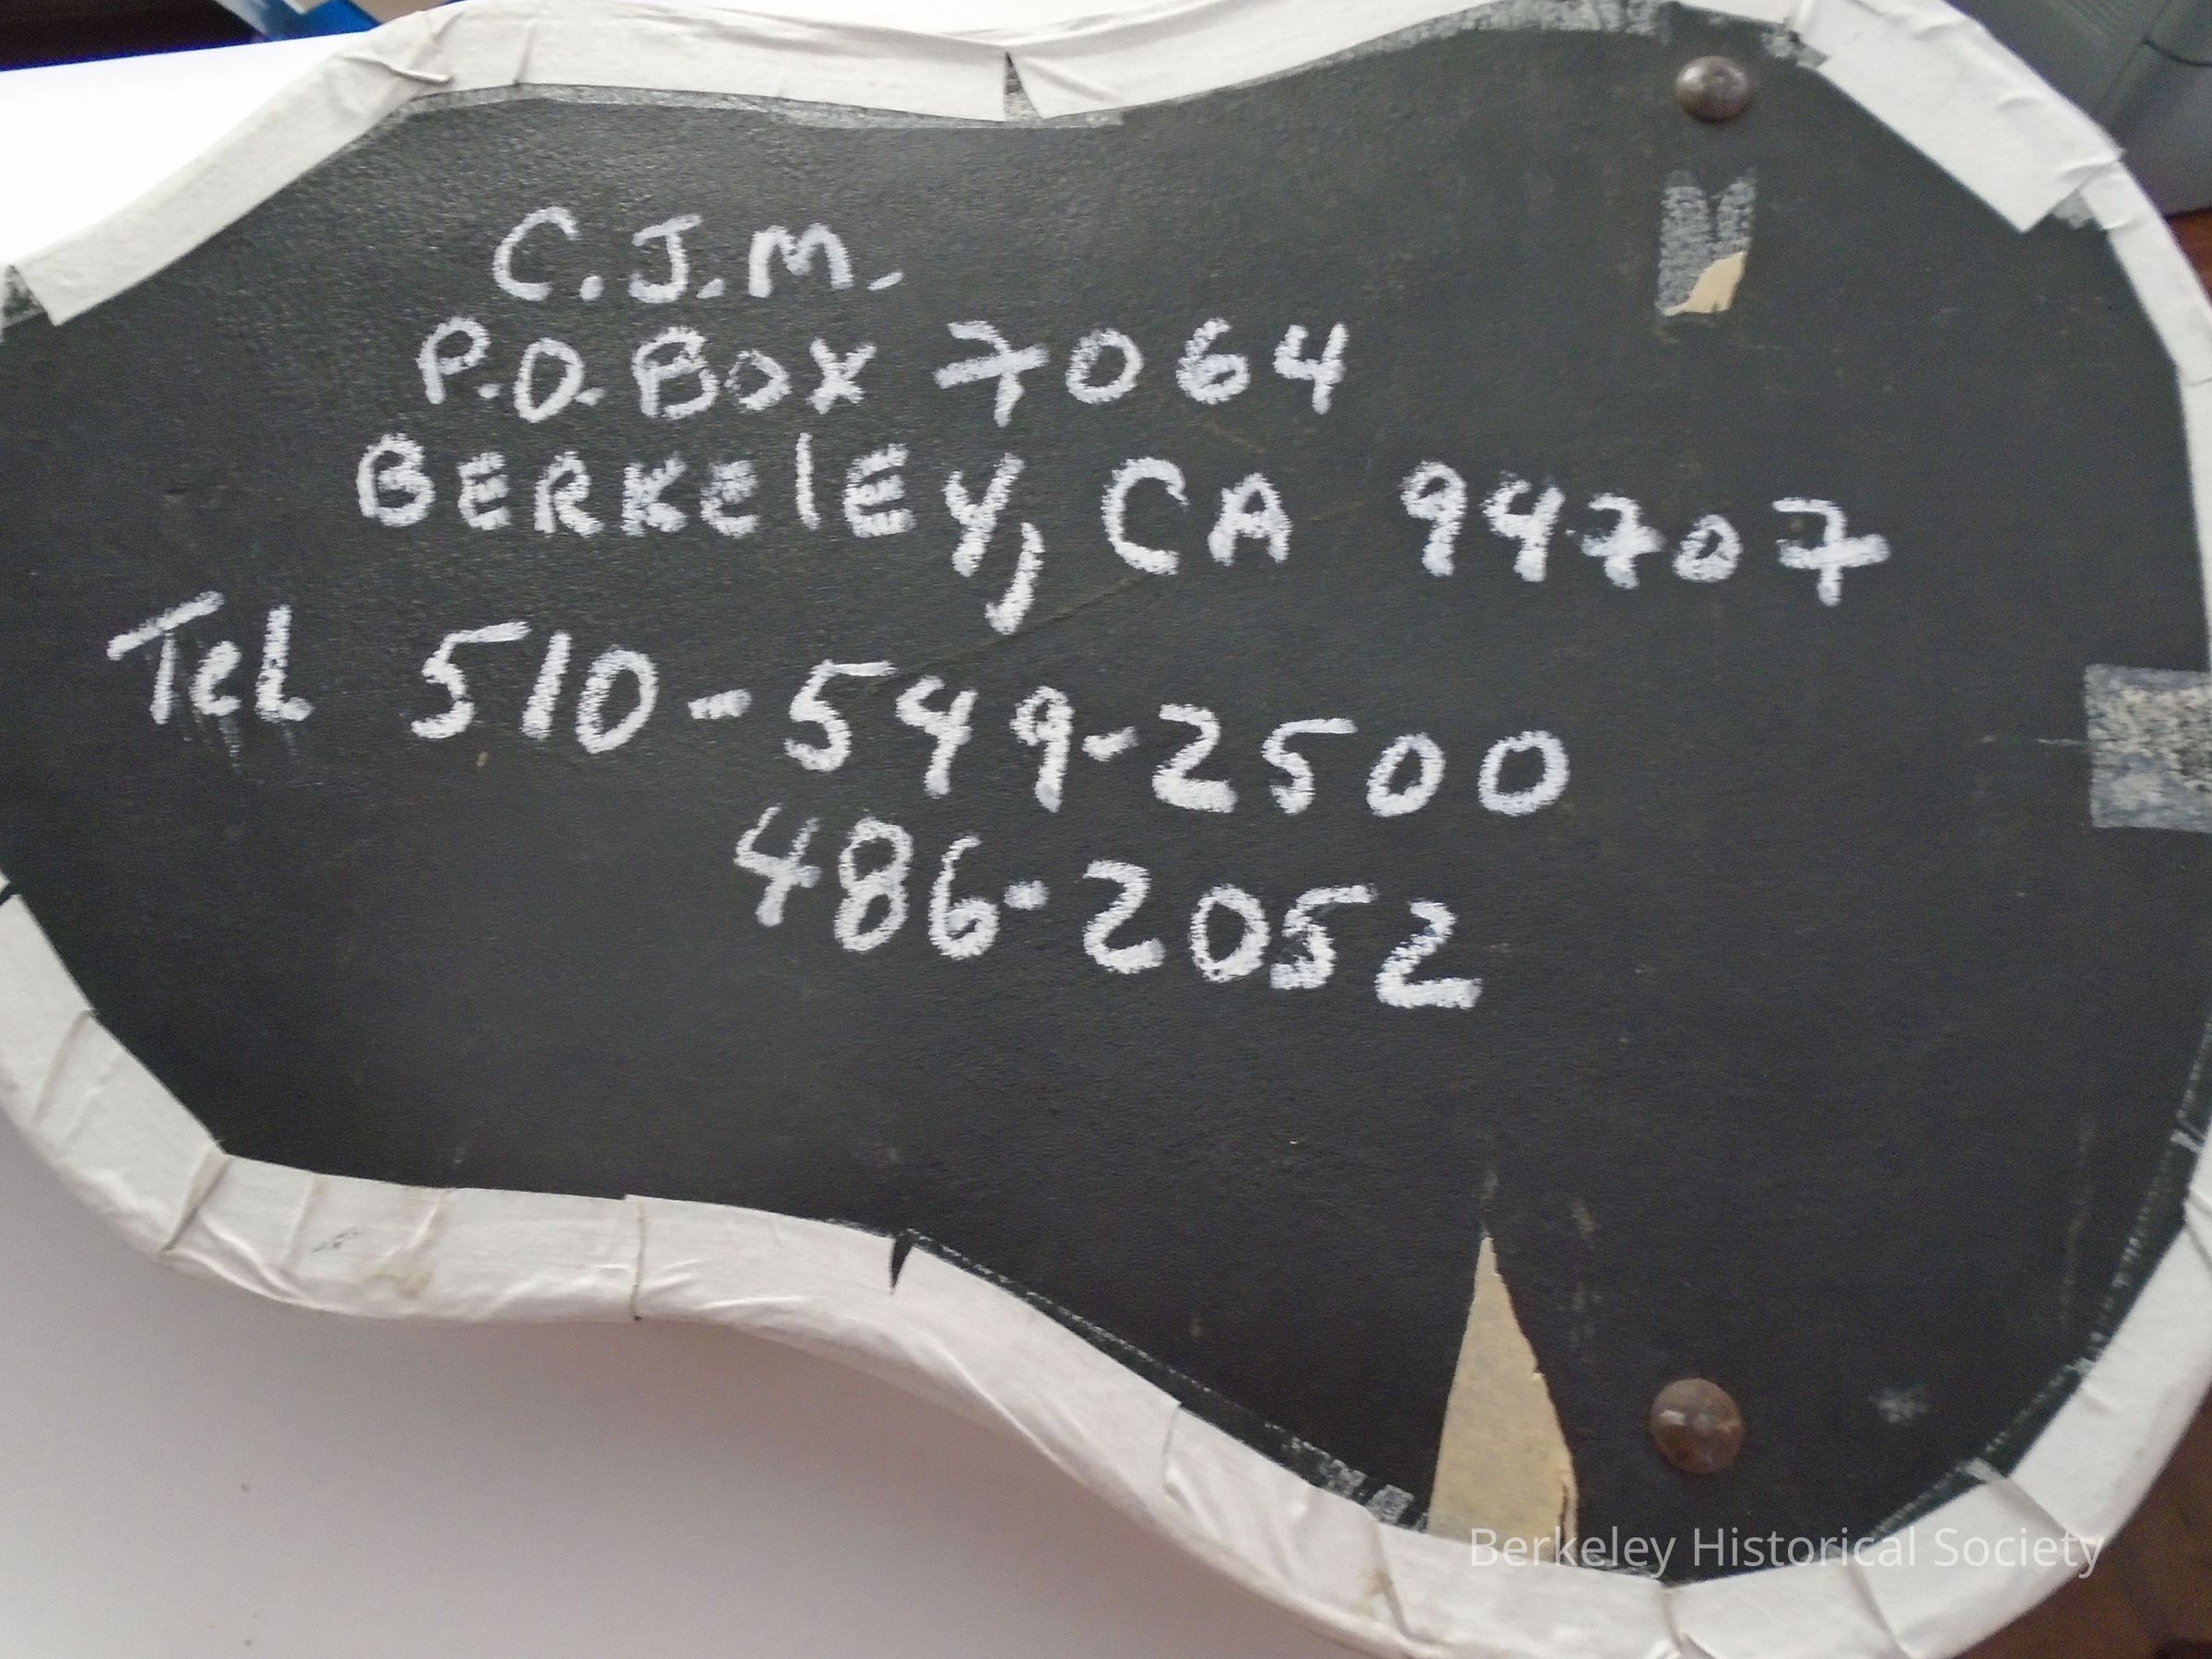 C.J.M.
P.O. Box 7064
BERKElEY, CA 94707
Tel 510-549-2500
486-2052
Berkeley Historical Society